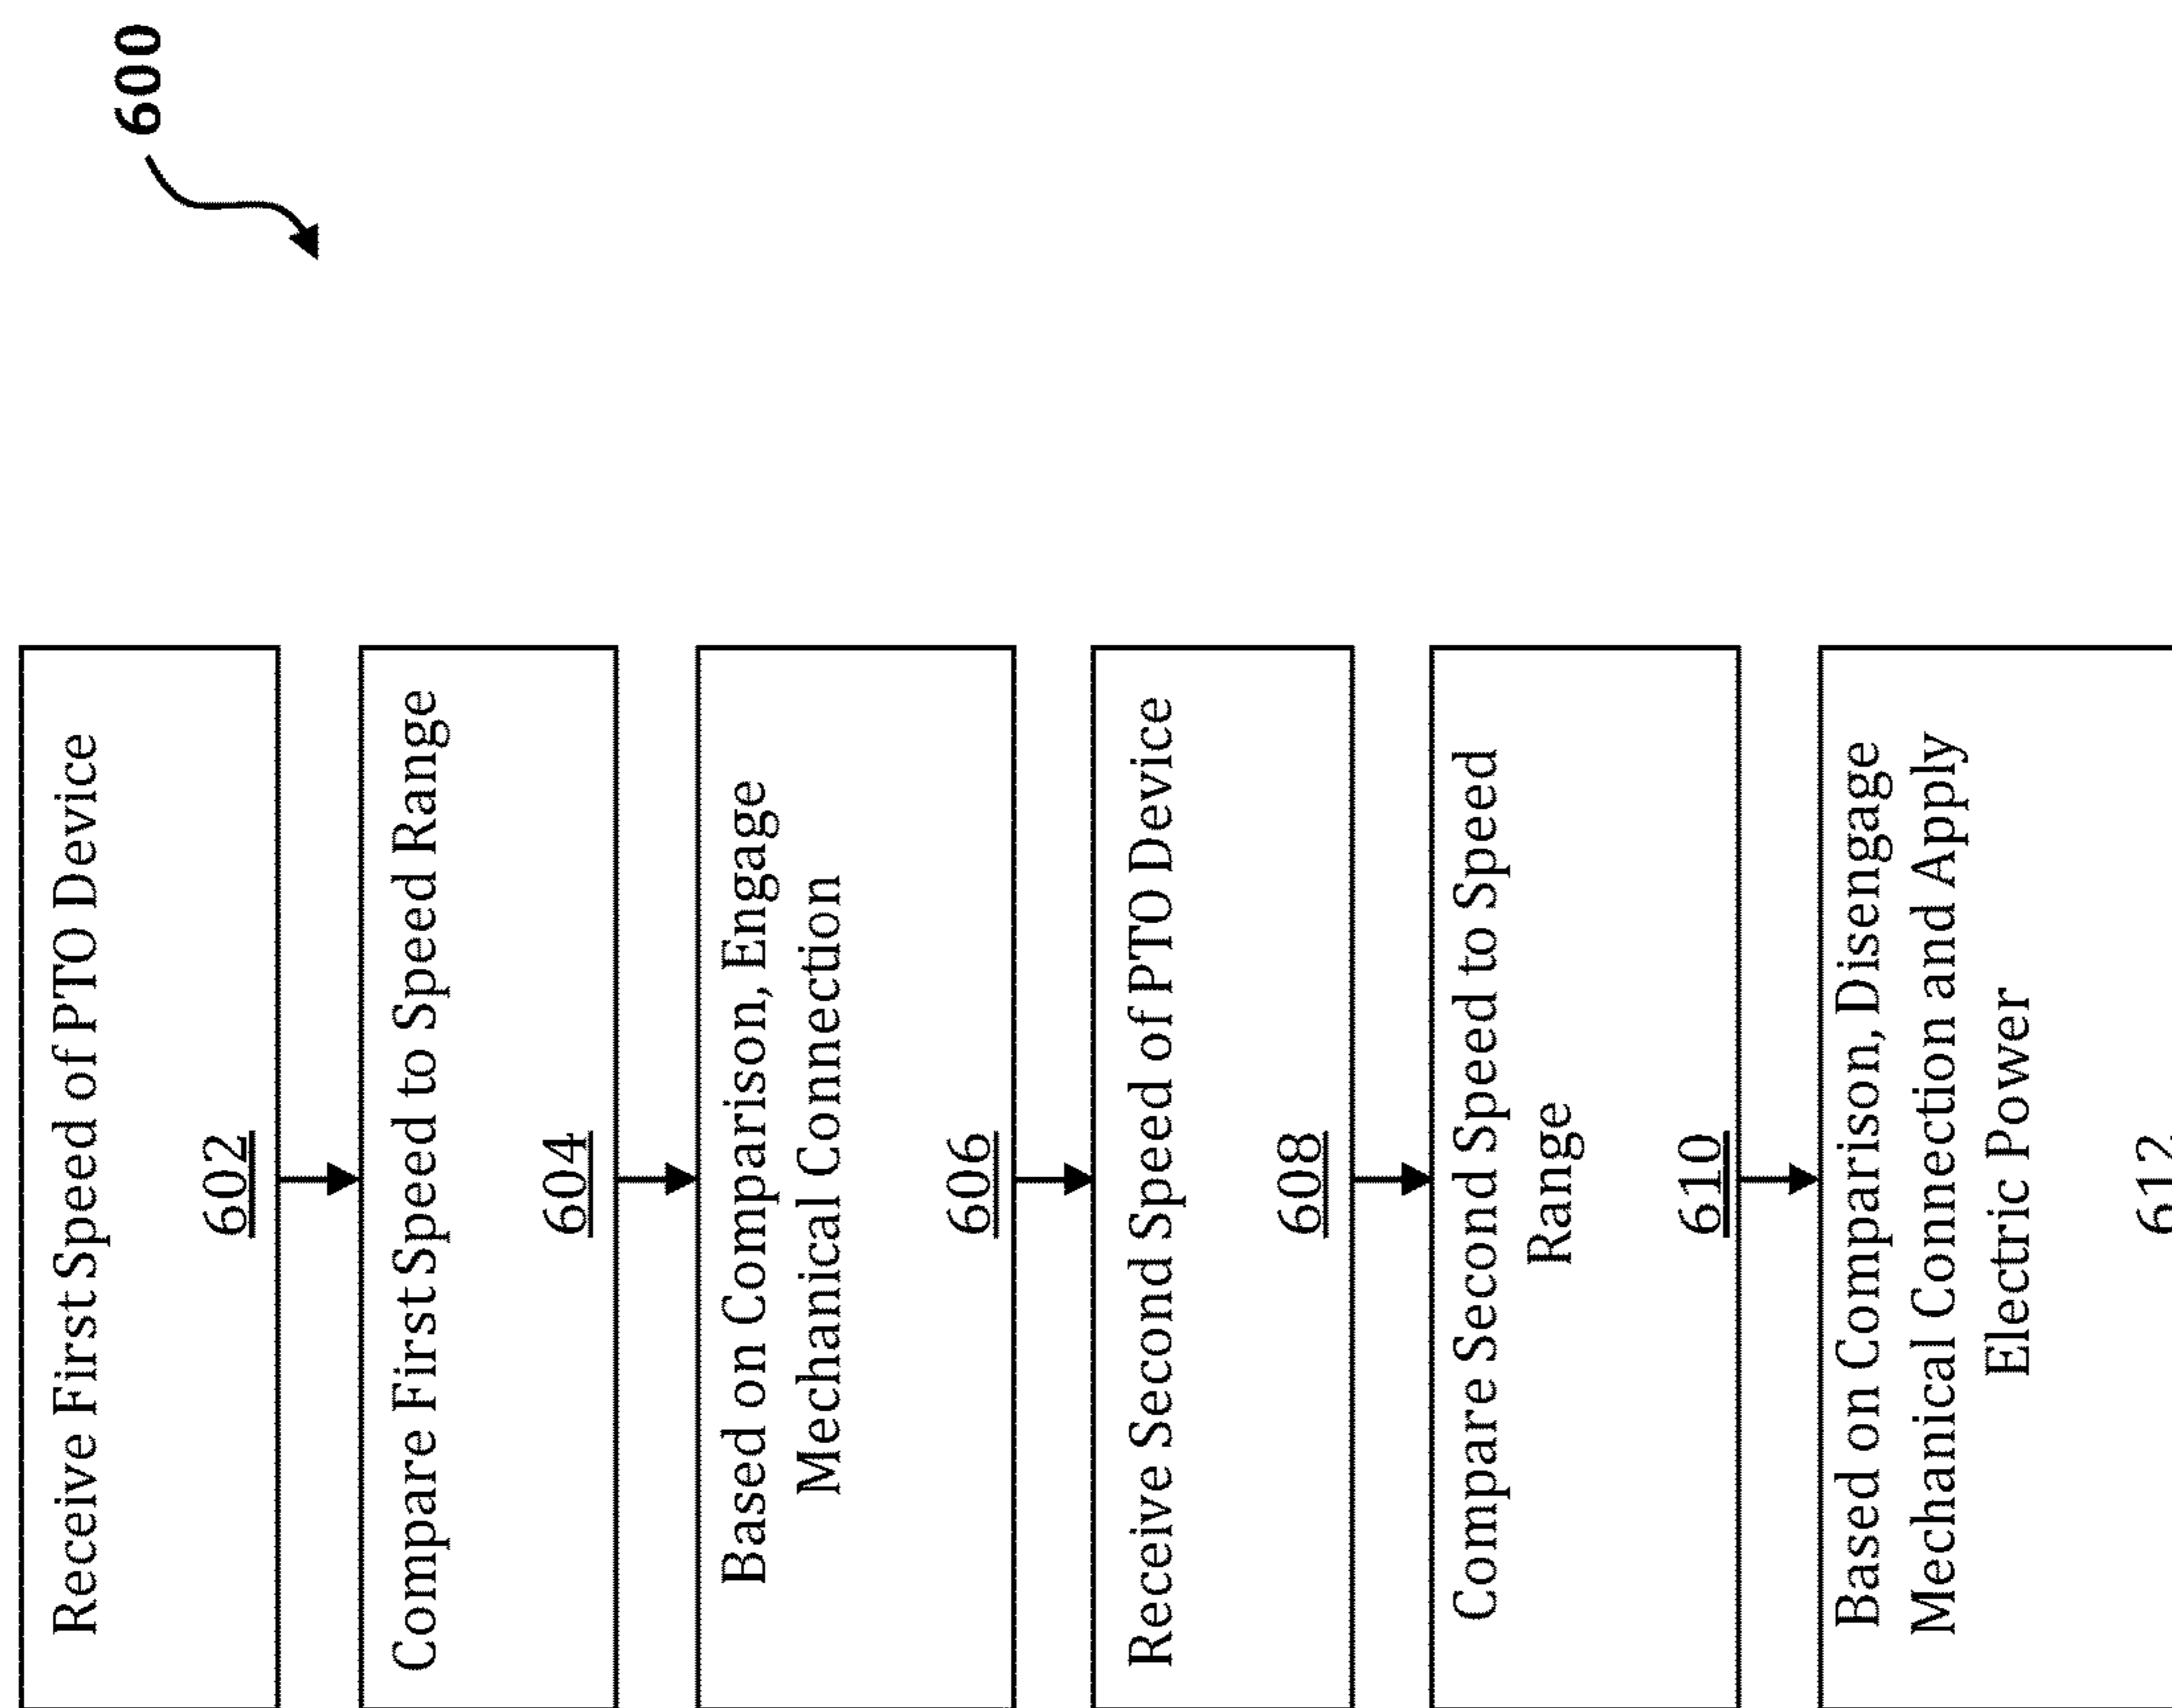 600
Receive First Speed of PTO Device
602
Compare First Speed to Speed Range
604
Based on Comparison, Engage
Mechanical Connection
606
Receive Second Speed of PTO Device
608
Compare Second Speed to Speed
Range
610
Based on Comparison, Disengage
Mechanical Connection and Apply
Electric Power
612